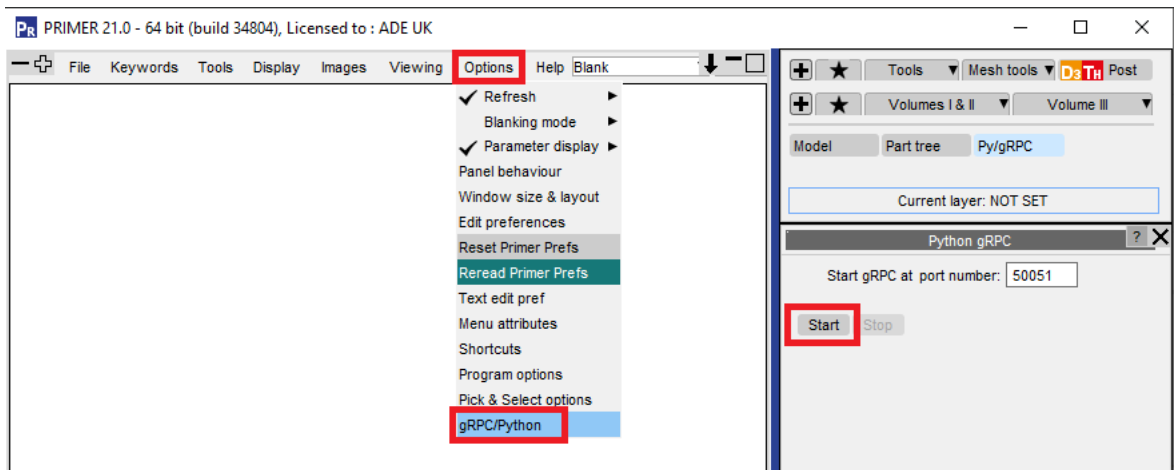 PR PRIMER 21.0 - 64 bit (build 34804), Licensed to : ADE UK
File Keywords Tools Display Images Viewing Options Help Blank
Refresh
Blanking mode
Parameter display
Panel behaviour
Window size & layout
Edit preferences
Reset Primer Prefs
Reread Primer Prefs
Text edit pref
Menu attributes
Shortcuts
Program options
Pick & Select options
gRPC/Python
Tools Mesh tools D3 TH Post
Volumes I & II Volume III
Model Part tree Py/gRPC
Current layer: NOT SET
Python gRPC ?
Start gRPC at port number: 50051
Start Stop